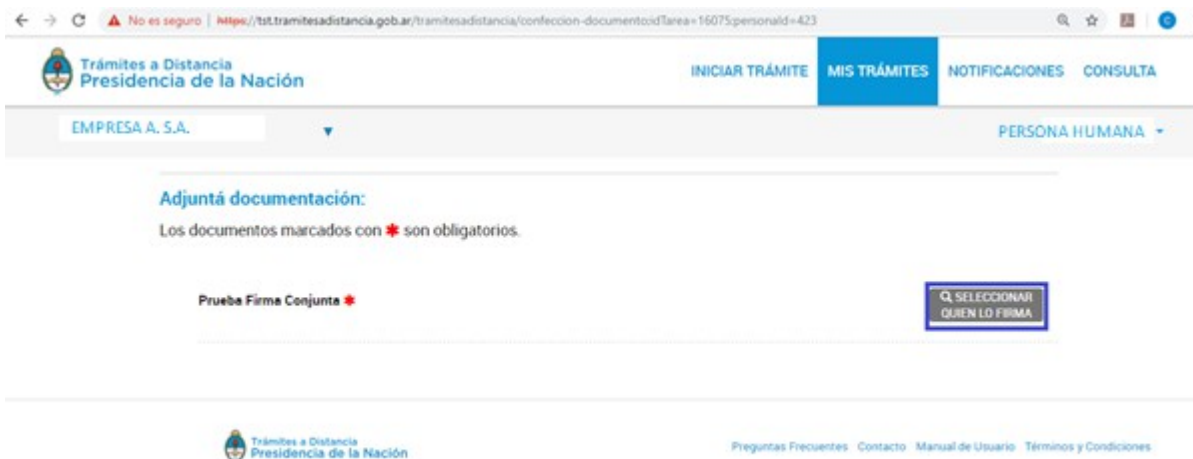 No es seguro | https://tst.tramitesadistancia.gob.ar/tramitesadistancia/confeccion-documento;idTarea=16075;personaId=423
Trámites a Distancia
Presidencia de la Nación
INICIAR TRÁMITE MIS TRÁMITES NOTIFICACIONES CONSULTA
EMPRESA A. S.A.
PERSONA HUMANA
Adjuntá documentación:
Los documentos marcados con * son obligatorios.
Prueba Firma Conjunta *
SELECCIONAR
QUIEN LO FIRMA
Trámites a Distancia
Presidencia de la Nación
Preguntas Frecuentes Contacto Manual de Usuario Términos y Condiciones